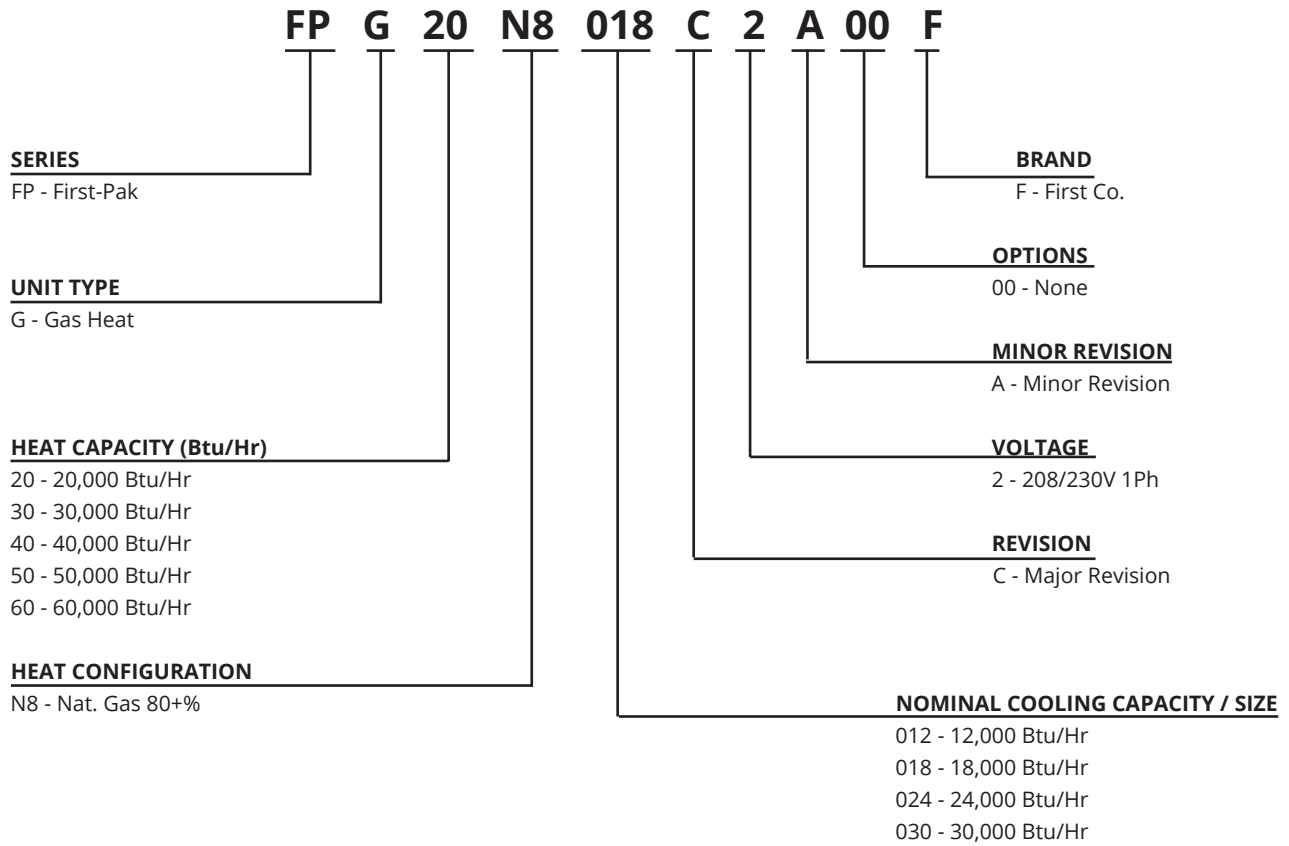 FP G 20 N8 018 C 2 A 00 F
SERIES
FP - First-Pak
UNIT TYPE
G - Gas Heat
HEAT CAPACITY (Btu/Hr)
20 - 20,000 Btu/Hr
30 - 30,000 Btu/Hr
40 - 40,000 Btu/Hr
50 - 50,000 Btu/Hr
60 - 60,000 Btu/Hr
HEAT CONFIGURATION
N8 - Nat. Gas 80+%
BRAND
F - First Co.
OPTIONS
00 - None
MINOR REVISION
A - Minor Revision
VOLTAGE
2 - 208/230V 1Ph
REVISION
C - Major Revision
NOMINAL COOLING CAPACITY / SIZE
012 - 12,000 Btu/Hr
018 - 18,000 Btu/Hr
024 - 24,000 Btu/Hr
030 - 30,000 Btu/Hr